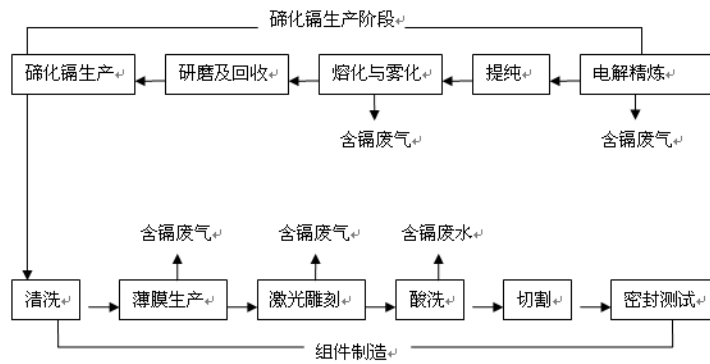 碲化镉生产阶段
碲化镉生产 研磨及回收 熔化与雾化 提纯 电解精炼
含镉废气 含镉废气
含镉废气 含镉废气 含镉废水
清洗 薄膜生产 激光雕刻 酸洗 切割 密封测试
组件制造